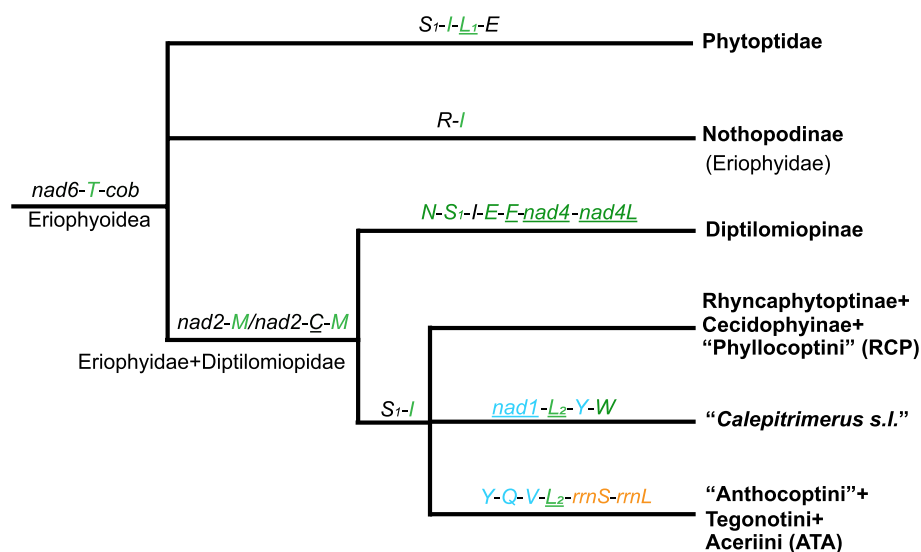 S₁-I-L₁-E
Phytoptidae
R-I
Nothopodinae
(Eriophyidae)
nad6-T-cob
Eriophyoidea
N-S₁-I-E-F-nad4-nad4L
Diptilomiopinae
nad2-M/nad2-C-M
Eriophyidae+Diptilomiopidae
Rhyncaphytoptinae+
Cecidophyinae+
“Phyllocoptini” (RCP)
S₁-I
nad1-L₂-Y-W
“Calepitrimerus s.l.”
Y-Q-V-L₂-rrnS-rrnL
“Anthocoptini”+
Tegonotini+
Aceriini (ATA)